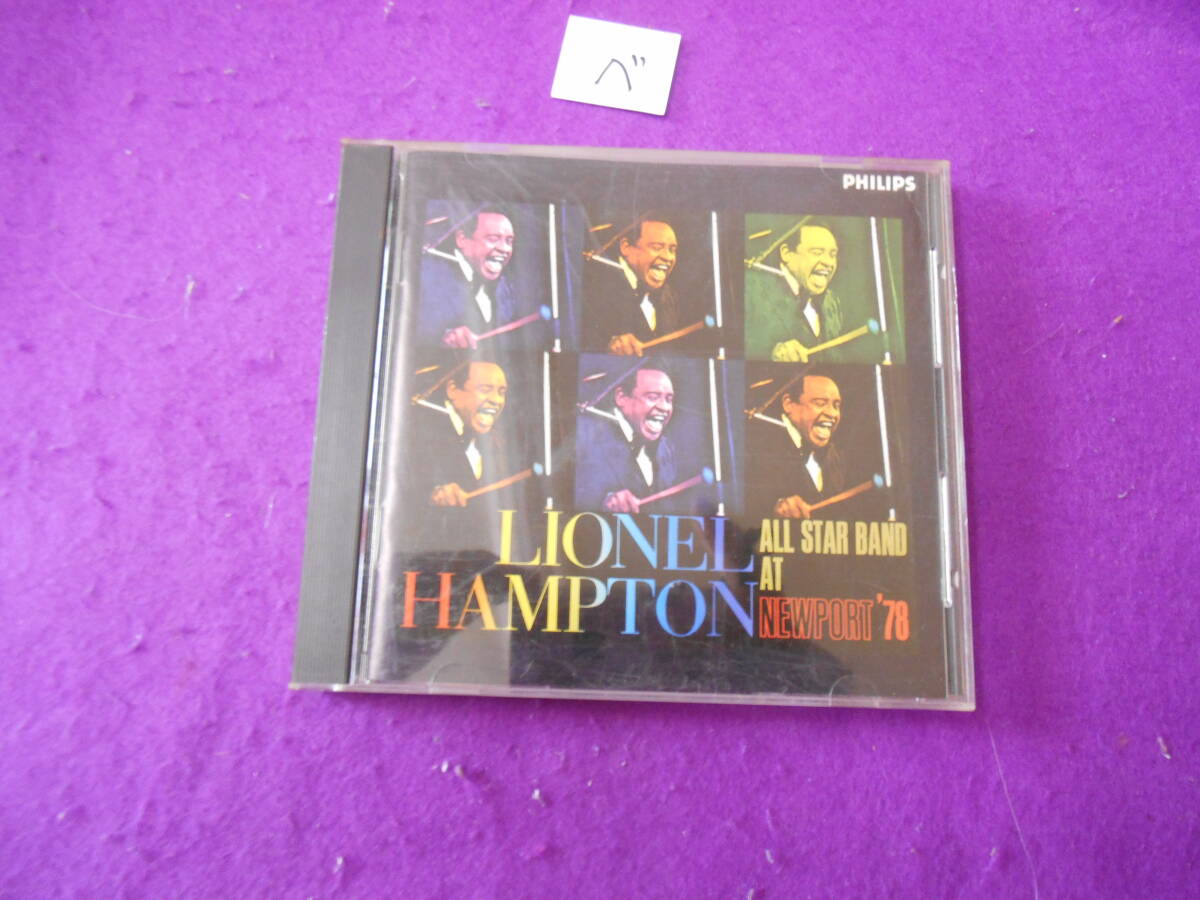 ベ
PHILIPS
LIONEL
HAMPTON
ALL STAR BAND
AT
NEWPORT '78